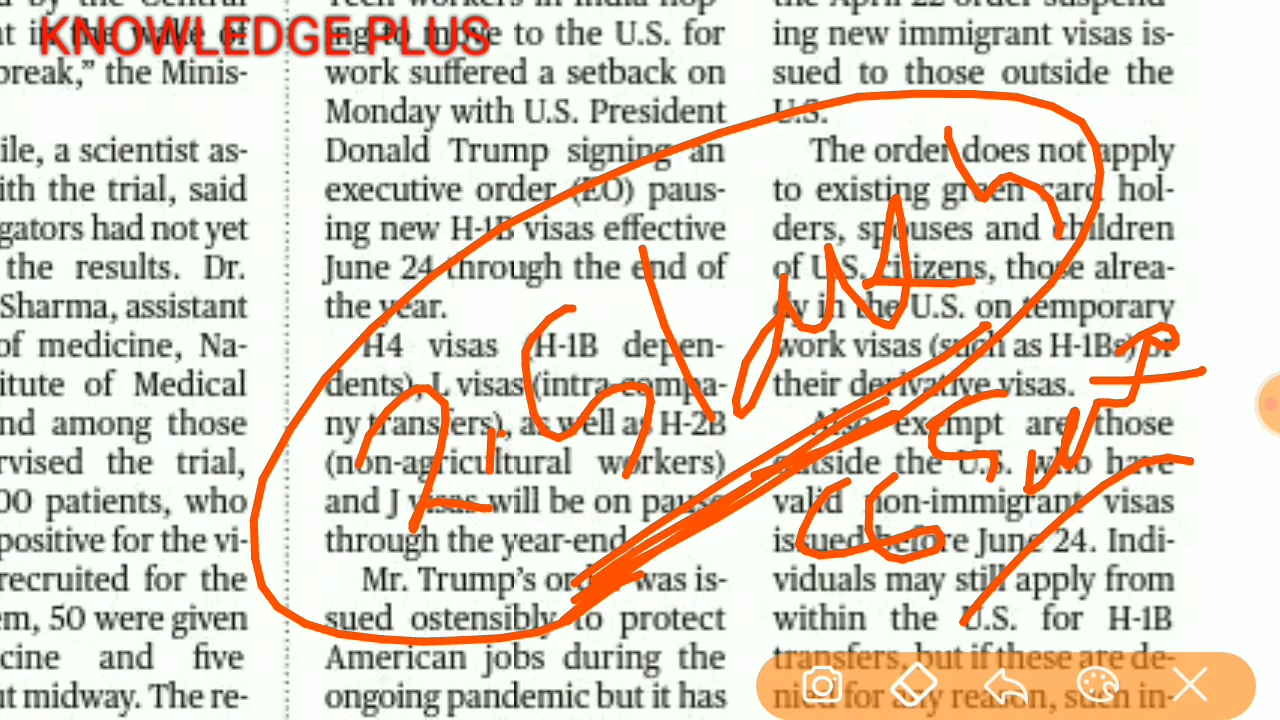 KNOWLEDGE PLUS
t in the wake of
break,” the Minis-
ile, a scientist as-
ith the trial, said
gators had not yet
the results. Dr.
Sharma, assistant
of medicine, Na-
itute of Medical
nd among those
rvised the trial,
00 patients, who
positive for the vi-
recruited for the
em, 50 were given
cine and five
t midway. The re-
Tech workers in India hop-
ing to move to the U.S. for
work suffered a setback on
Monday with U.S. President
Donald Trump signing an
executive order (EO) paus-
ing new H-1B visas effective
June 24 through the end of
the year.
H4 visas (H-1B depen-
dents), L visas (intra compa-
ny transfers), as well as H-2B
(non-agricultural workers)
and J visas will be on pause
through the year-end.
Mr. Trump’s order was is-
sued ostensibly to protect
American jobs during the
ongoing pandemic but it has
the April 22 order suspend-
ing new immigrant visas is-
sued to those outside the
U.S.
The order does not apply
to existing green card hol-
ders, spouses and children
of U.S. citizens, those alrea-
dy in the U.S. on temporary
work visas (such as H-1Bs) or
their derivative visas.
Also exempt are those
outside the U.S. who have
valid non-immigrant visas
issued before June 24. Indi-
viduals may still apply from
within the U.S. for H-1B
transfers, but if these are de-
nied for any reason, such in-